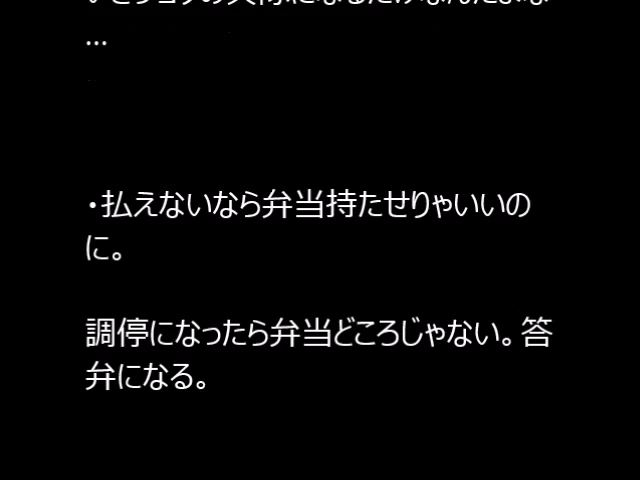 …
・払えないなら弁当持たせりゃいいの
に。
調停になったら弁当どころじゃない。答
弁になる。